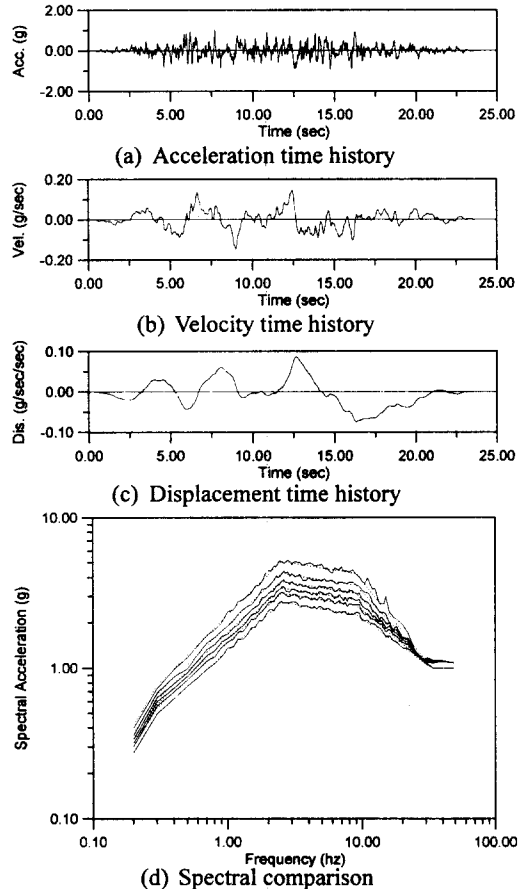 2.00
0.00
-2.00
Acc. (g)
0.00 5.00 10.00 15.00 20.00 25.00
Time (sec)
(a) Acceleration time history
0.20
0.00
-0.20
Vel. (g/sec)
0.00 5.00 10.00 15.00 20.00 25.00
Time (sec)
(b) Velocity time history
0.10
0.00
-0.10
Dis. (g/sec/sec)
0.00 5.00 10.00 15.00 20.00 25.00
Time (sec)
(c) Displacement time history
10.00
1.00
0.10
Spectral Acceleration (g)
0.10 1.00 10.00 100.00
Frequency (hz)
(d) Spectral comparison